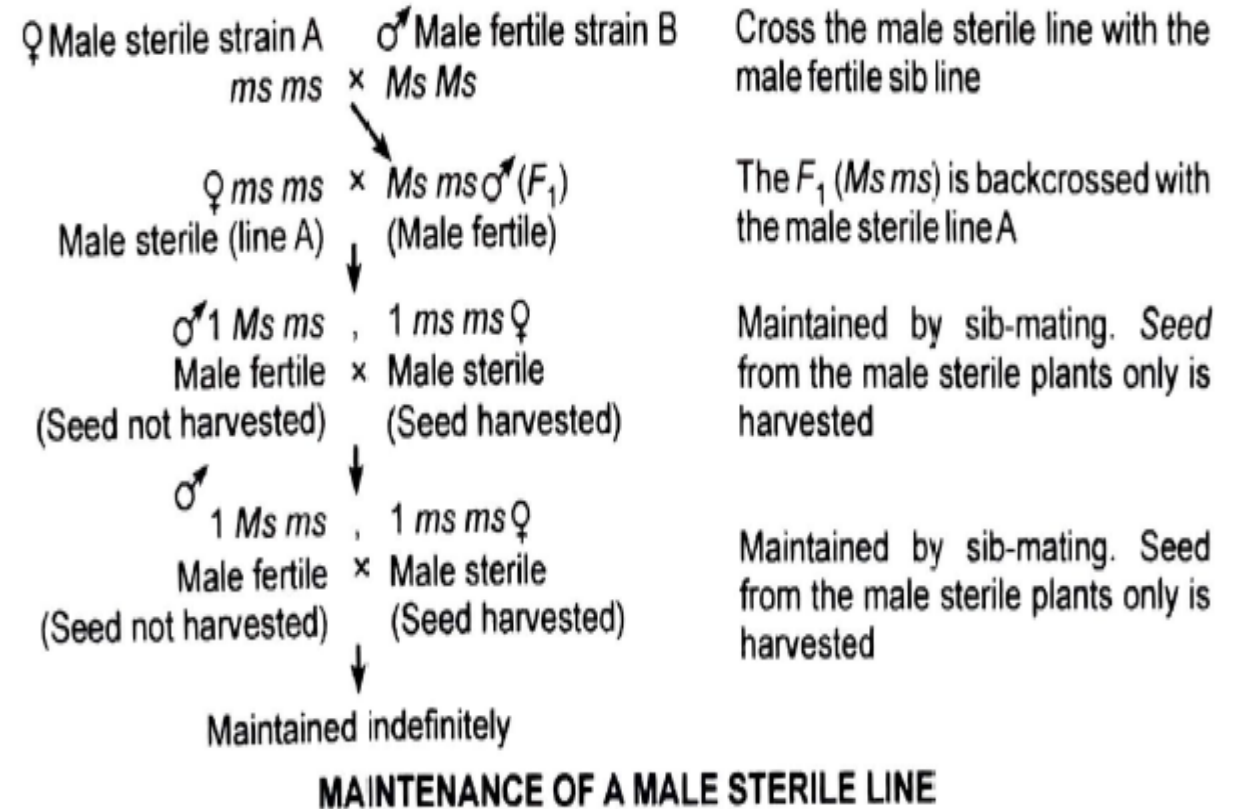 ♀Male sterile strain A ♂Male fertile strain B
ms ms × Ms Ms
Cross the male sterile line with the
male fertile sib line
♀ ms ms × Ms ms♂(F₁)
Male sterile (line A) (Male fertile)
The F₁ (Ms ms) is backcrossed with
the male sterile line A
♂1 Ms ms , 1 ms ms♀
Male fertile × Male sterile
(Seed not harvested) (Seed harvested)
Maintained by sib-mating. Seed
from the male sterile plants only is
harvested
♂
1 Ms ms , 1 ms ms♀
Male fertile × Male sterile
(Seed not harvested) (Seed harvested)
Maintained by sib-mating. Seed
from the male sterile plants only is
harvested
Maintained indefinitely
MAINTENANCE OF A MALE STERILE LINE